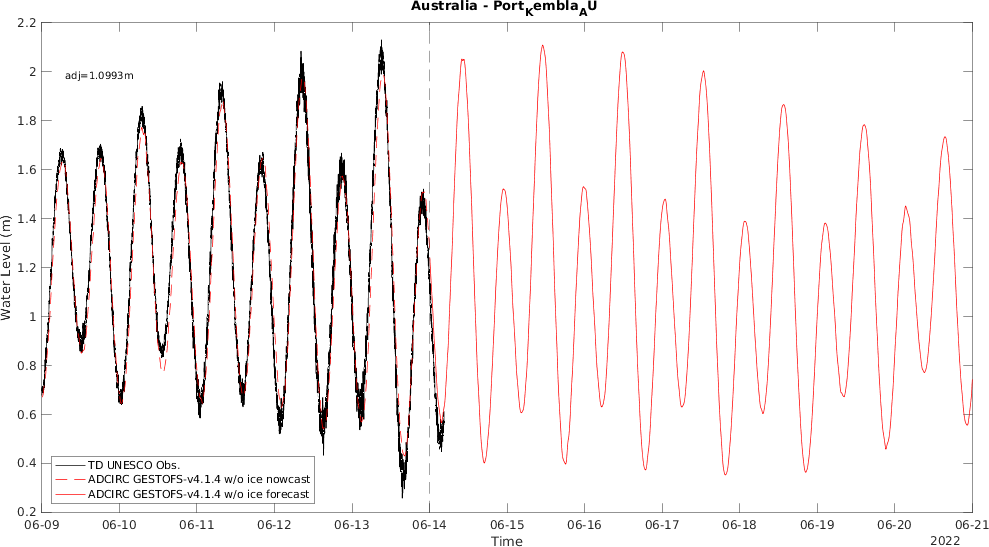 Australia - Port_Kembla_AU
2.2
2
1.8
1.6
1.4
1.2
1
0.8
0.6
0.4
0.2
Water Level (m)
adj=1.0993m
TD UNESCO Obs.
ADCIRC GESTOFS-v4.1.4 w/o ice nowcast
ADCIRC GESTOFS-v4.1.4 w/o ice forecast
06-09 06-10 06-11 06-12 06-13 06-14 06-15 06-16 06-17 06-18 06-19 06-20 06-21
Time
2022